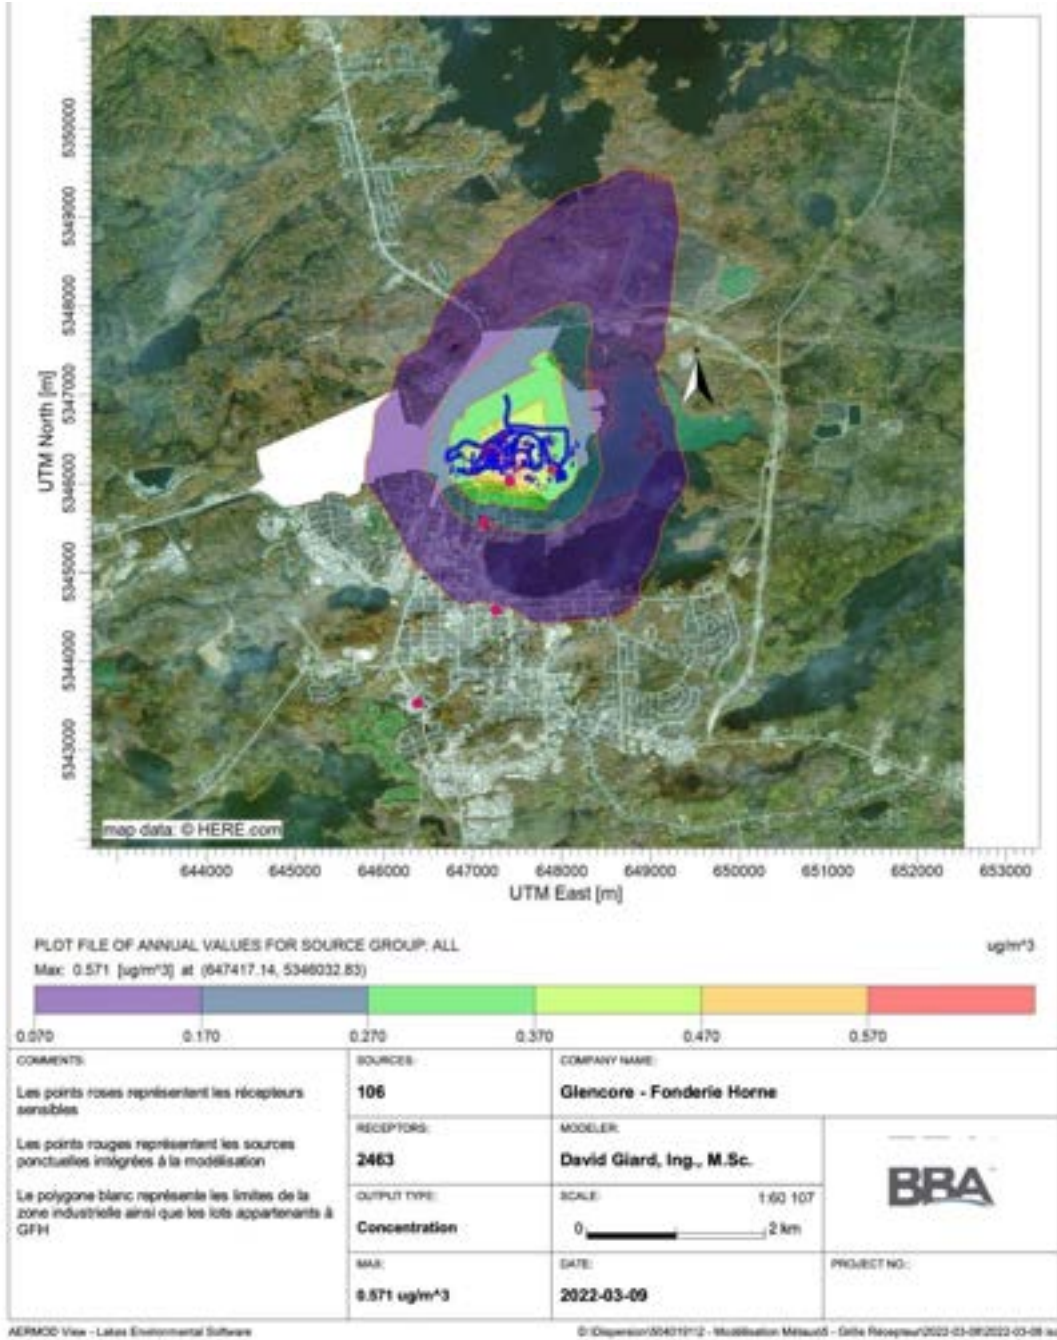 5350000
5349000
5348000
5347000
5346000
5345000
5344000
5343000
UTM North [m]
map data: © HERE.com
644000 645000 646000 647000 648000 649000 650000 651000 652000 653000
UTM East [m]
PLOT FILE OF ANNUAL VALUES FOR SOURCE GROUP: ALL ug/m^3
Max: 0.571 [ug/m^3] at (647417.14, 5346032.83)
0.070 0.170 0.270 0.370 0.470 0.570
COMMENTS:
Les points roses représentent les récepteurs
sensibles
Les points rouges représentent les sources
ponctuelles intégrées à la modélisation
Le polygone blanc représente les limites de la
zone industrielle ainsi que les lots appartenants à
GFH
SOURCES:
106
RECEPTORS:
2463
OUTPUT TYPE:
Concentration
MAX:
0.571 ug/m^3
COMPANY NAME:
Glencore - Fonderie Horne
MODELER:
David Giard, Ing., M.Sc.
SCALE: 1:60 107
0 2 km
DATE:
2022-03-09
BBA
PROJECT NO.:
AERMOD View - Lakes Environmental Software